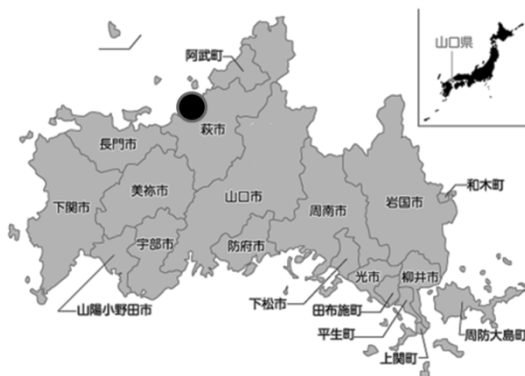 山口県
阿武町
萩市
長門市
和木町
美祢市
山口市
岩国市
下関市
周南市
宇部市
防府市
光市
柳井市
下松市
山陽小野田市
田布施町
周防大島町
平生町
上関町